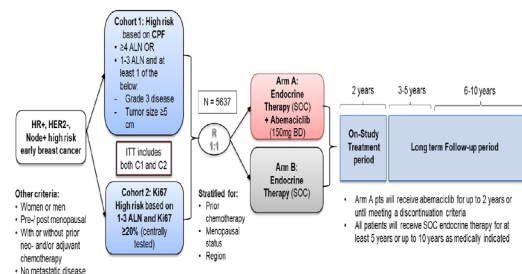 HR+, HER2-,
Node+ high risk
early breast cancer
Other criteria:
• Women or men
• Pre-/ post menopausal
• With or without prior
neo- and/or adjuvant
chemotherapy
• No metastatic disease
Cohort 1: High risk
based on CPF
• ≥4 ALN OR
• 1-3 ALN and at
least 1 of the
below:
- Grade 3 disease
- Tumor size ≥5
cm
ITT includes
both C1 and C2
Cohort 2: Ki67
High risk based on
1-3 ALN and Ki67
≥20% (centrally
tested)
N = 5637
R
1:1
Stratified for:
• Prior
chemotherapy
• Menopausal
status
• Region
Arm A:
Endocrine
Therapy (SOC)
+ Abemaciclib
(150mg BD)
Arm B:
Endocrine
Therapy (SOC)
2 years
3-5 years
6-10 years
On-Study
Treatment
period
Long term Follow-up period
• Arm A pts will receive abemaciclib for up to 2 years or
until meeting a discontinuation criteria
• All patients will receive SOC endocrine therapy for at
least 5 years or up to 10 years as medically indicated